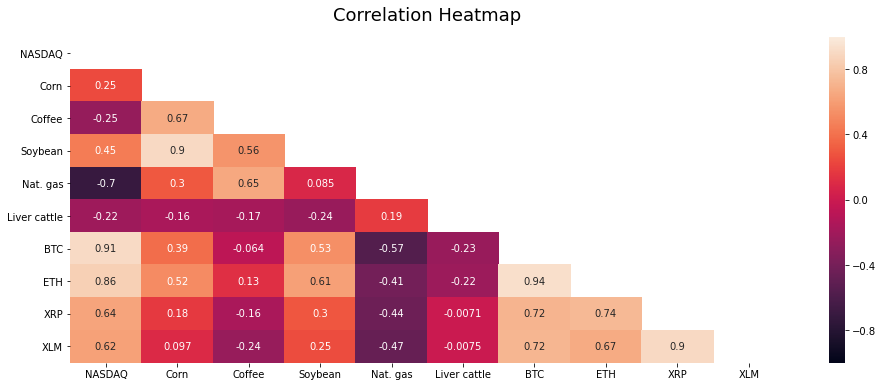 Correlation Heatmap
NASDAQ
Corn 0.25
Coffee -0.25 0.67
Soybean 0.45 0.9 0.56
Nat. gas -0.7 0.3 0.65 0.085
Liver cattle -0.22 -0.16 -0.17 -0.24 0.19
BTC 0.91 0.39 -0.064 0.53 -0.57 -0.23
ETH 0.86 0.52 0.13 0.61 -0.41 -0.22 0.94
XRP 0.64 0.18 -0.16 0.3 -0.44 -0.0071 0.72 0.74
XLM 0.62 0.097 -0.24 0.25 -0.47 -0.0075 0.72 0.67 0.9
NASDAQ Corn Coffee Soybean Nat. gas Liver cattle BTC ETH XRP XLM
0.8
0.4
0.0
−0.4
−0.8